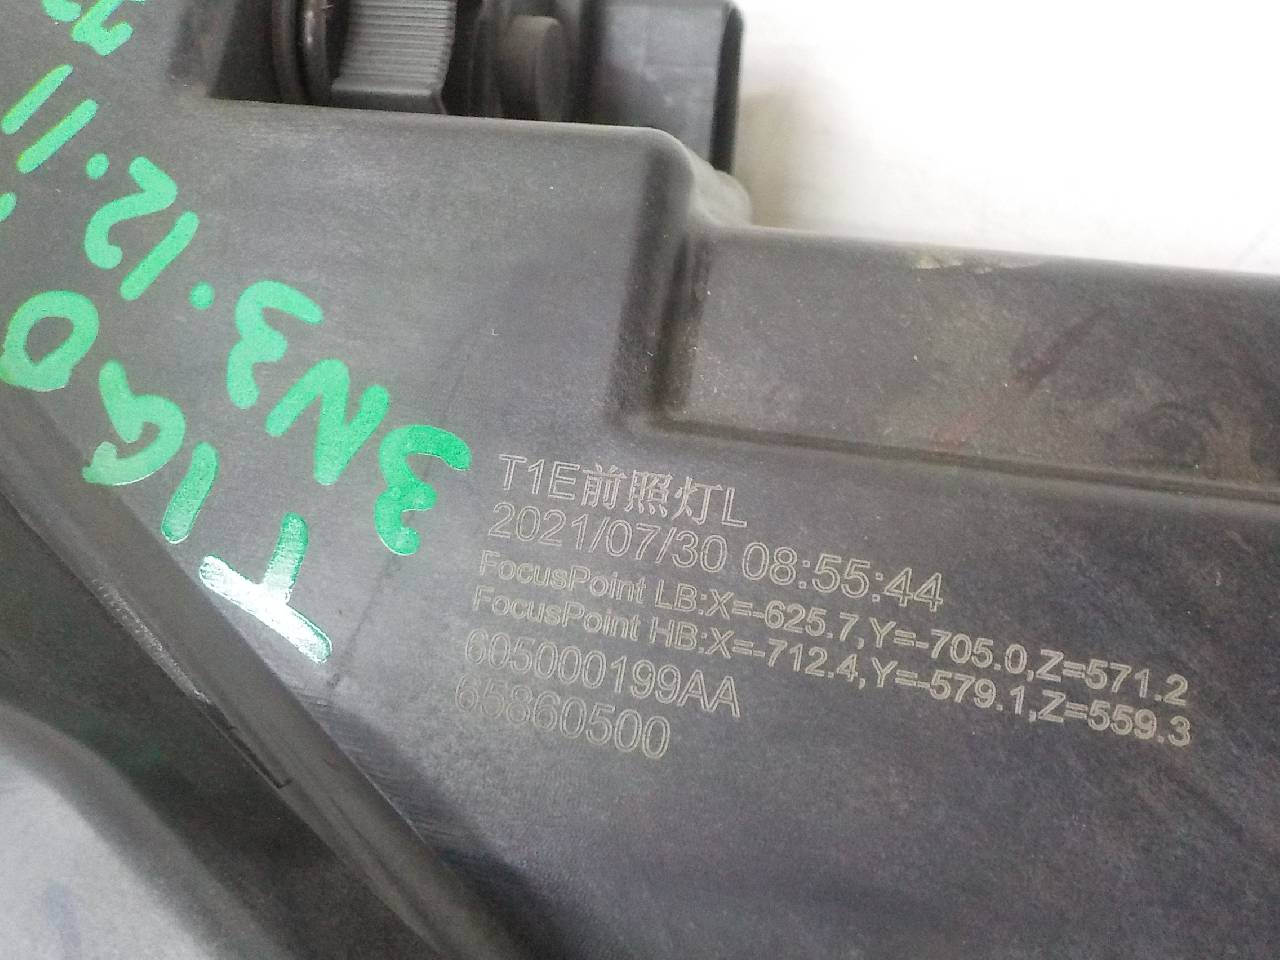 T1E前照灯L
2021/07/30 08:55:44
FocusPoint LB:X=-625.7,Y=-705.0,Z=571.2
FocusPoint HB:X=-712.4,Y=-579.1,Z=559.3
605000199AA
65860500
3N3.12.11
TIGO